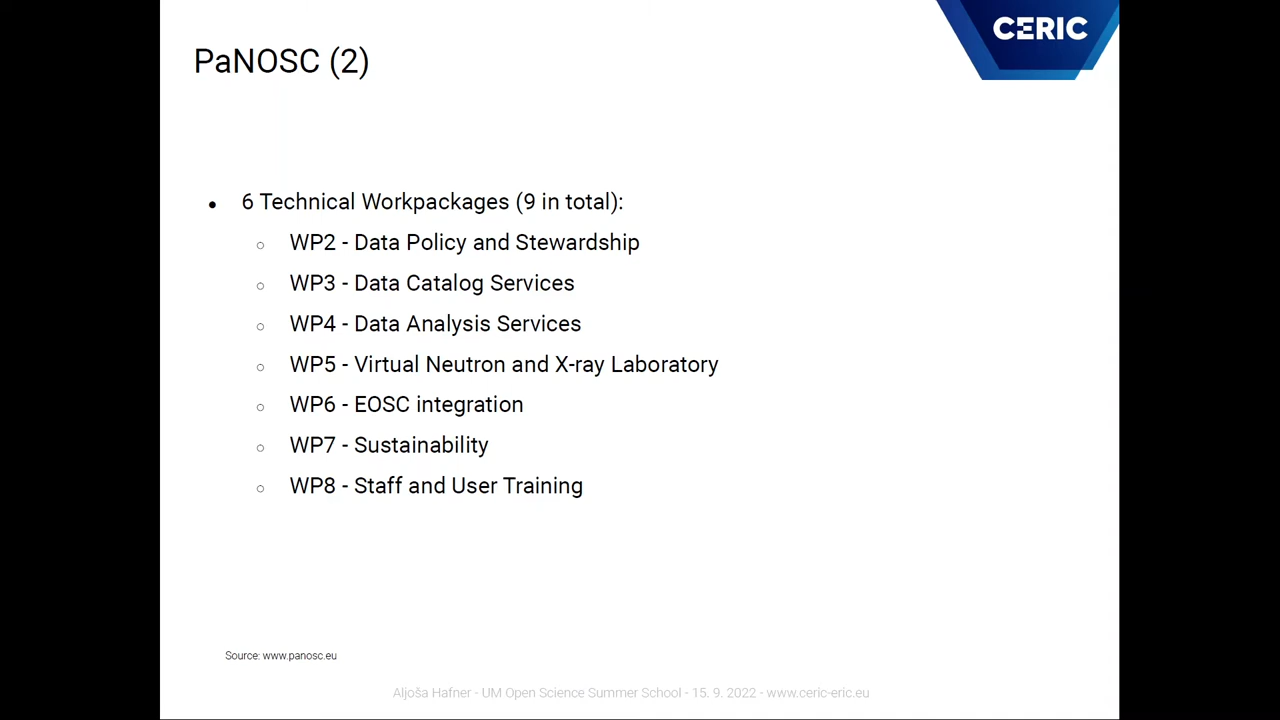 CERIC
PaNOSC (2)
● 6 Technical Workpackages (9 in total):
○ WP2 - Data Policy and Stewardship
○ WP3 - Data Catalog Services
○ WP4 - Data Analysis Services
○ WP5 - Virtual Neutron and X-ray Laboratory
○ WP6 - EOSC integration
○ WP7 - Sustainability
○ WP8 - Staff and User Training
Source: www.panosc.eu
Aljoša Hafner - UM Open Science Summer School - 15. 9. 2022 - www.ceric-eric.eu